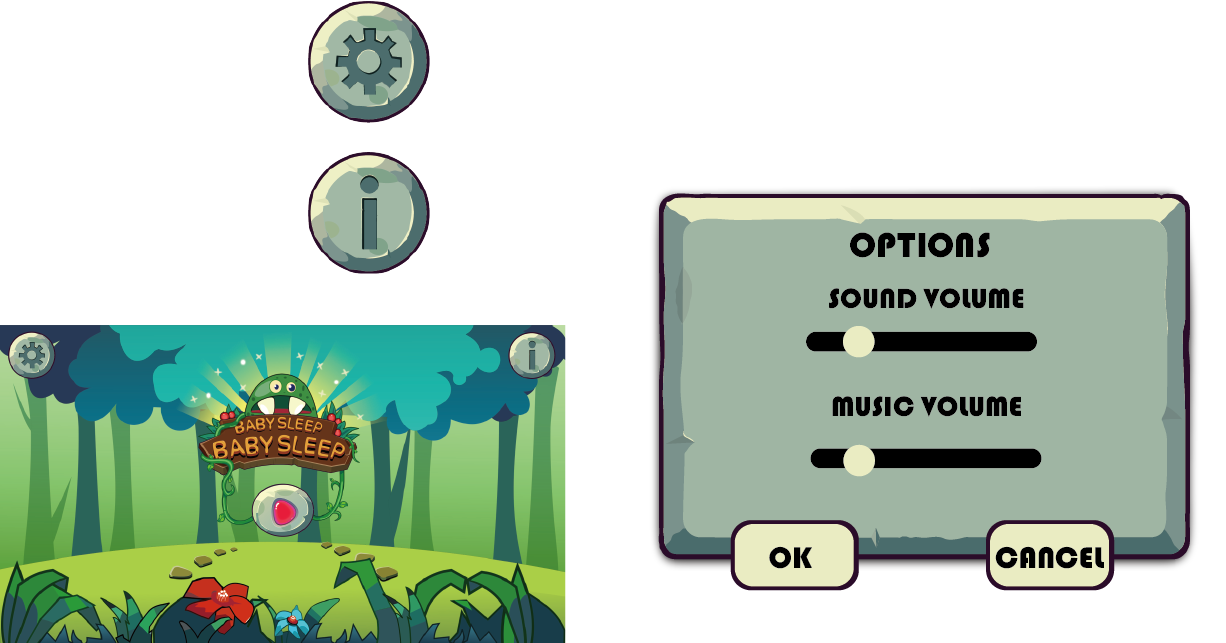 i
i
BABY SLEEP
BABY SLEEP
OPTIONS
SOUND VOLUME
MUSIC VOLUME
OK
CANCEL